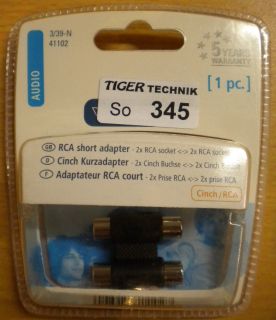 3/39-N
41102
AUDIO
5 YEARS
WARRANTY
[1 pc.]
TIGER TECHNIK
So 345
GB RCA short adapter - 2x RCA socket <-> 2x RCA socket
D Cinch Kurzadapter - 2x Cinch Buchse <-> 2x Cinch
F Adaptateur RCA court - 2x Prise RCA <-> 2x prise RCA
Cinch/RCA